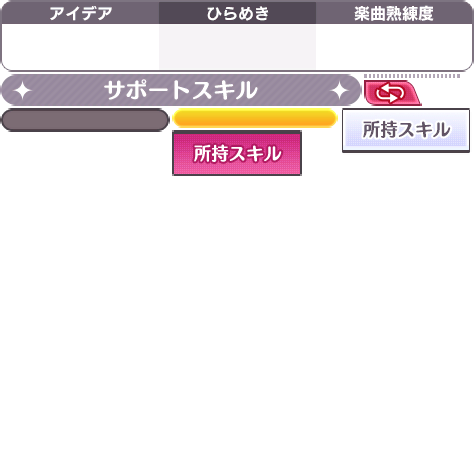 アイデア ひらめき 楽曲熟練度
サポートスキル
所持スキル
所持スキル